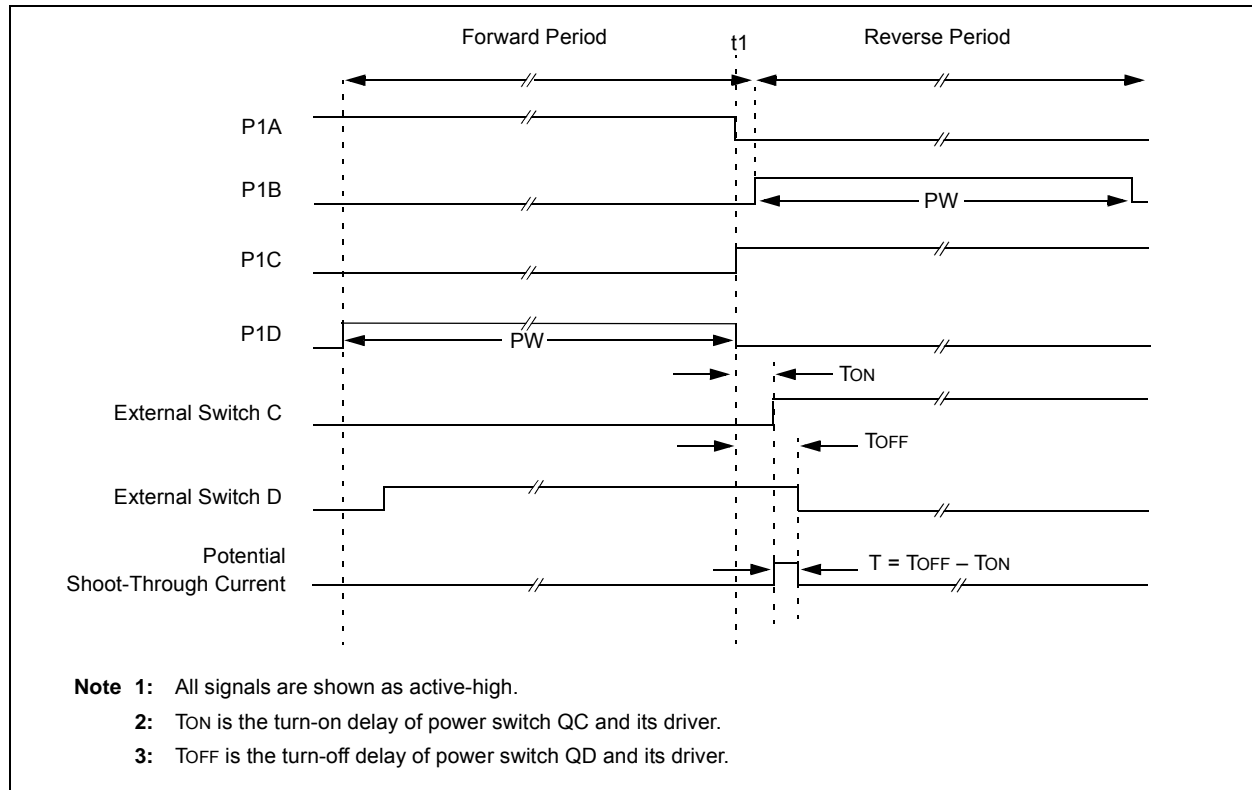 Forward Period
t1
Reverse Period
P1A
P1B
PW
P1C
P1D
PW
TON
External Switch C
TOFF
External Switch D
Potential
Shoot-Through Current
T = TOFF – TON
Note 1: All signals are shown as active-high.
2: TON is the turn-on delay of power switch QC and its driver.
3: TOFF is the turn-off delay of power switch QD and its driver.